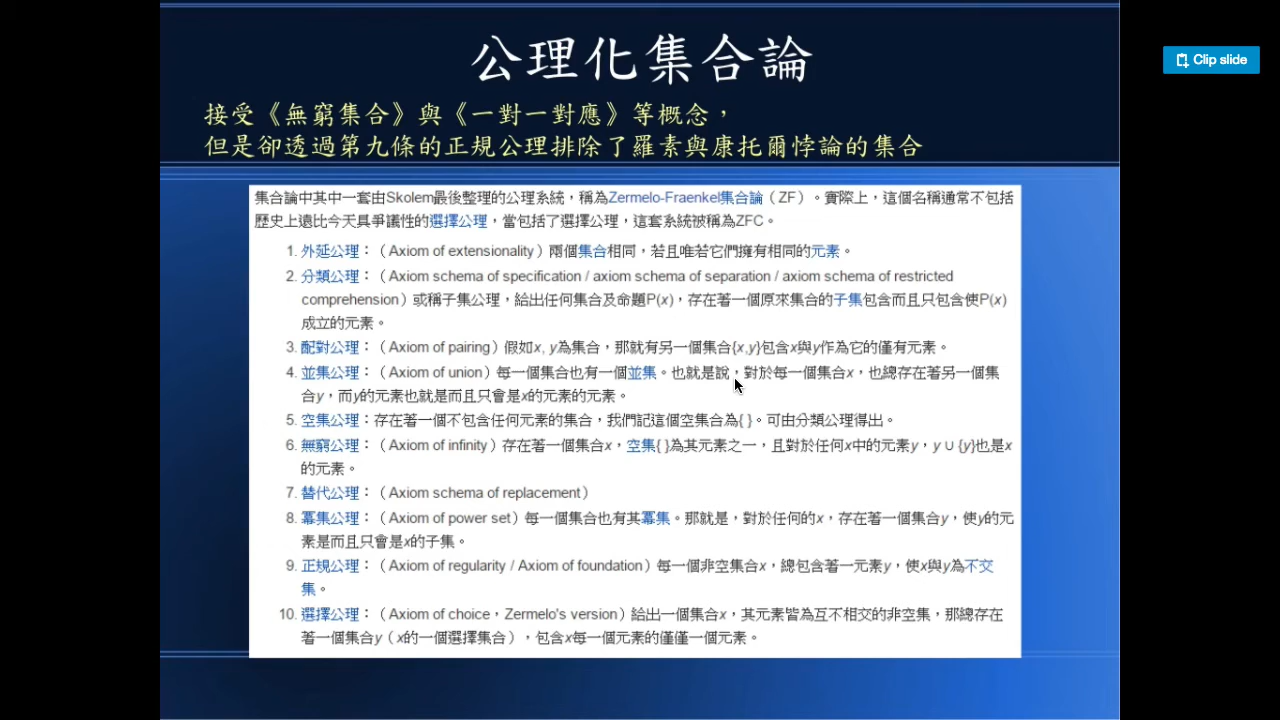 公理化集合論
Clip slide
接受《無窮集合》與《一對一對應》等概念，
但是卻透過第九條的正規公理排除了羅素與康托爾悖論的集合
集合論中其中一套由Skolem最後整理的公理系統，稱為Zermelo-Fraenkel集合論（ZF）。實際上，這個名稱通常不包括
歷史上遠比今天具爭議性的選擇公理，當包括了選擇公理，這套系統被稱為ZFC。
1. 外延公理：（Axiom of extensionality）兩個集合相同，若且唯若它們擁有相同的元素。
2. 分類公理：（Axiom schema of specification / axiom schema of separation / axiom schema of restricted
comprehension）或稱子集公理，給出任何集合及命題P(x)，存在著一個原來集合的子集包含而且只包含使P(x)
成立的元素。
3. 配對公理：（Axiom of pairing）假如x, y為集合，那就有另一個集合{x,y}包含x與y作為它的僅有元素。
4. 並集公理：（Axiom of union）每一個集合也有一個並集。也就是說，對於每一個集合x，也總存在著另一個集
合y，而y的元素也就是而且只會是x的元素的元素。
5. 空集公理：存在著一個不包含任何元素的集合，我們記這個空集合為{ }。可由分類公理得出。
6. 無窮公理：（Axiom of infinity）存在著一個集合x，空集{ }為其元素之一，且對於任何x中的元素y，y ∪ {y}也是x
的元素。
7. 替代公理：（Axiom schema of replacement）
8. 冪集公理：（Axiom of power set）每一個集合也有其冪集。那就是，對於任何的x，存在著一個集合y，使y的元
素是而且只會是x的子集。
9. 正規公理：（Axiom of regularity / Axiom of foundation）每一個非空集合x，總包含著一元素y，使x與y為不交
集。
10. 選擇公理：（Axiom of choice，Zermelo's version）給出一個集合x，其元素皆為互不相交的非空集，那總存在
著一個集合y（x的一個選擇集合），包含x每一個元素的僅僅一個元素。